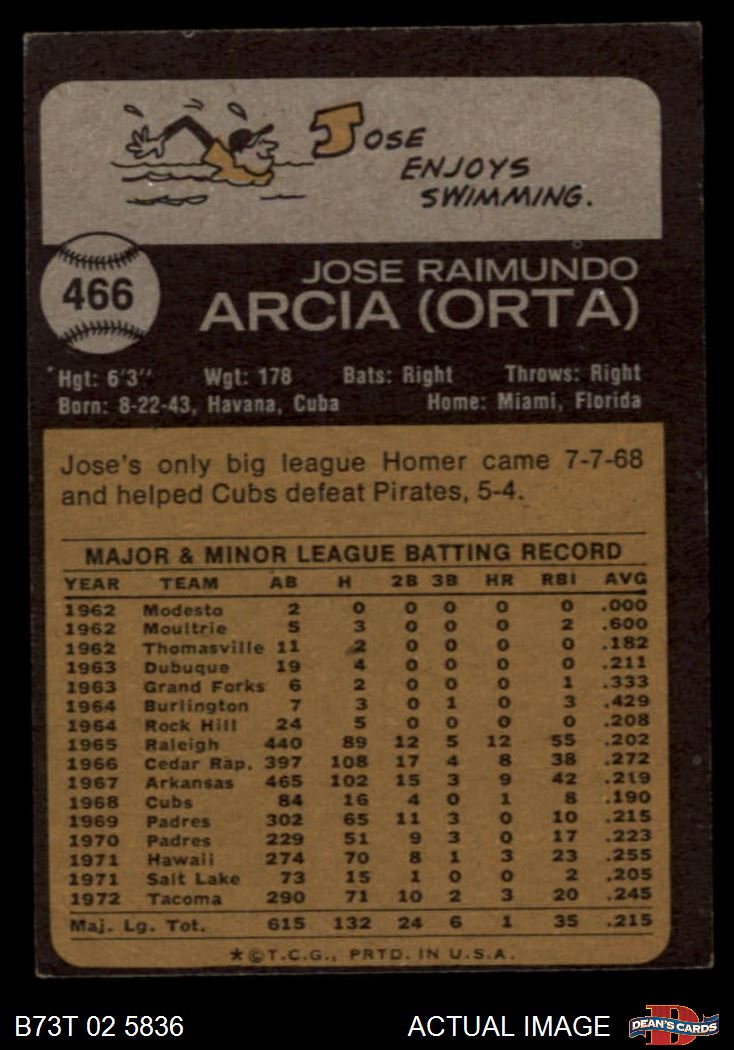 JOSE
ENJOYS
SWIMMING.
466
JOSE RAIMUNDO
ARCIA (ORTA)
Hgt: 6'3" Wgt: 178 Bats: Right Throws: Right
Born: 8-22-43, Havana, Cuba Home: Miami, Florida
Jose's only big league Homer came 7-7-68
and helped Cubs defeat Pirates, 5-4.
MAJOR & MINOR LEAGUE BATTING RECORD
YEAR TEAM AB H 2B 3B HR RBI AVG
1962 Modesto 2 0 0 0 0 0 .000
1962 Moultrie 5 3 0 0 0 2 .600
1962 Thomasville 11 2 0 0 0 0 .182
1963 Dubuque 19 4 0 0 0 0 .211
1963 Grand Forks 6 2 0 0 0 1 .333
1964 Burlington 7 3 0 1 0 3 .429
1964 Rock Hill 24 5 0 0 0 0 .208
1965 Raleigh 440 89 12 5 12 55 .202
1966 Cedar Rap. 397 108 17 4 8 38 .272
1967 Arkansas 465 102 15 3 9 42 .219
1968 Cubs 84 16 4 0 1 8 .190
1969 Padres 302 65 11 3 0 10 .215
1970 Padres 229 51 9 3 0 17 .223
1971 Hawaii 274 70 8 1 3 23 .255
1971 Salt Lake 73 15 1 0 0 2 .205
1972 Tacoma 290 71 10 2 3 20 .245
Maj. Lg. Tot. 615 132 24 6 1 35 .215
*©T.C.G., PRTD. IN U.S.A.
B73T 02 5836 ACTUAL IMAGE DEAN'S CARDS